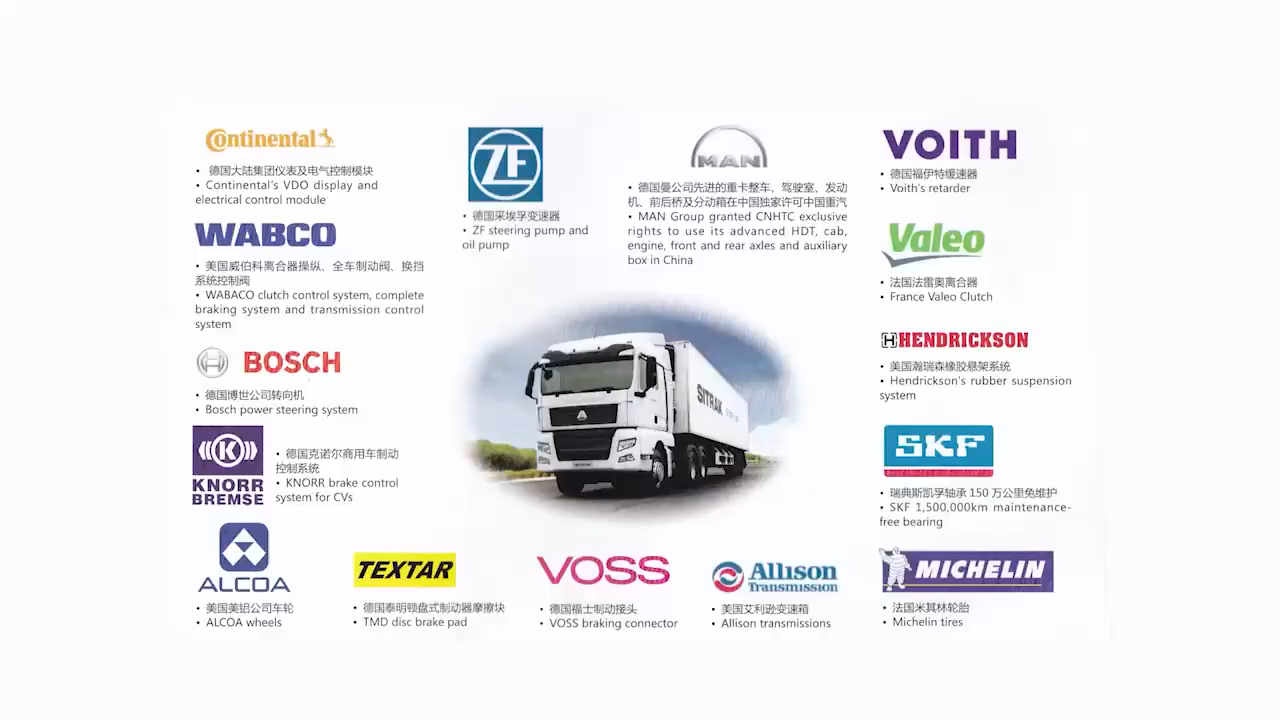 Continental
• 德国大陆集团仪表及电气控制模块
• Continental's VDO display and
electrical control module
WABCO
• 美国威伯科离合器操纵、全车制动阀、换挡
系统控制阀
• WABACO clutch control system, complete
braking system and transmission control
system
BOSCH
• 德国博世公司转向机
• Bosch power steering system
KNORR
BREMSE
• 德国克诺尔商用车制动
控制系统
• KNORR brake control
system for CVs
ZF
• 德国采埃孚变速器
• ZF steering pump and
oil pump
MAN
• 德国曼公司先进的重卡整车、驾驶室、发动
机、前后桥及分动箱在中国独家许可中国重汽
• MAN Group granted CNHTC exclusive
rights to use its advanced HDT, cab,
engine, front and rear axles and auxiliary
box in China
VOITH
• 德国福伊特缓速器
• Voith's retarder
Valeo
• 法国法雷奥离合器
• France Valeo Clutch
HENDRICKSON
• 美国瀚瑞森橡胶悬架系统
• Hendrickson's rubber suspension
system
SKF
• 瑞典斯凯孚轴承 150 万公里免维护
• SKF 1,500,000km maintenance-
free bearing
SITRAK
ALCOA
• 美国美铝公司车轮
• ALCOA wheels
TEXTAR
• 德国泰明顿盘式制动器摩擦块
• TMD disc brake pad
VOSS
• 德国福士制动接头
• VOSS braking connector
Allison
Transmission
• 美国艾利逊变速箱
• Allison transmissions
MICHELIN
• 法国米其林轮胎
• Michelin tires